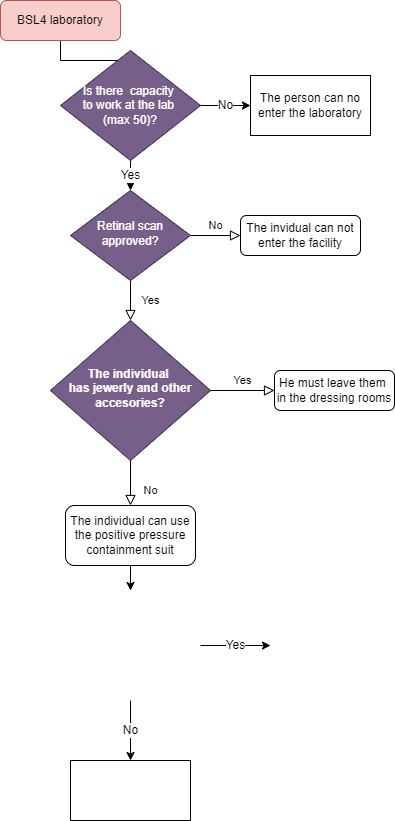 BSL4 laboratory
Is there  capacity
to work at the lab
(max 50)?
No
The person can no
enter the laboratory
Yes
Retinal scan
approved?
No
The invidual can not
enter the facility
Yes
The individual
has jewerly and other
accesories?
Yes
He must leave them
in the dressing rooms
No
The individual can use
the positive pressure
containment suit
Yes
No